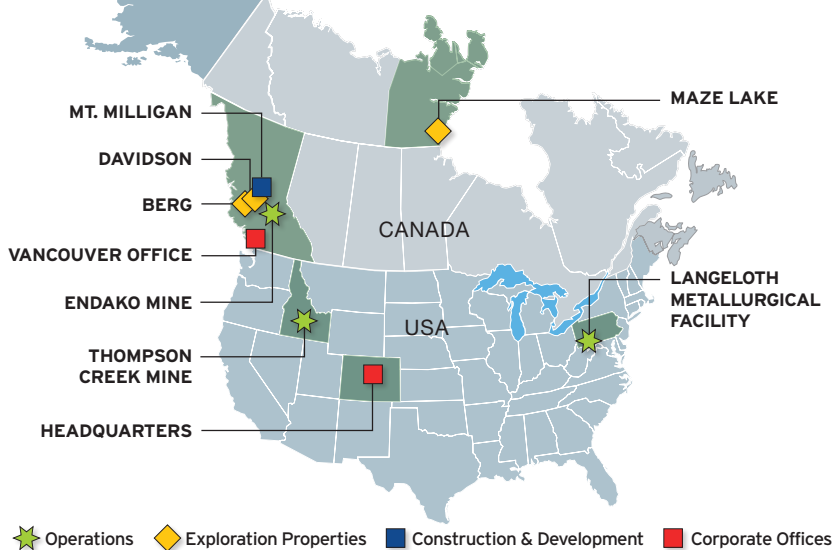 MT. MILLIGAN
MAZE LAKE
DAVIDSON
BERG
CANADA
VANCOUVER OFFICE
LANGELOTH
METALLURGICAL
FACILITY
ENDAKO MINE
USA
THOMPSON
CREEK MINE
HEADQUARTERS
Operations
Exploration Properties
Construction & Development
Corporate Offices